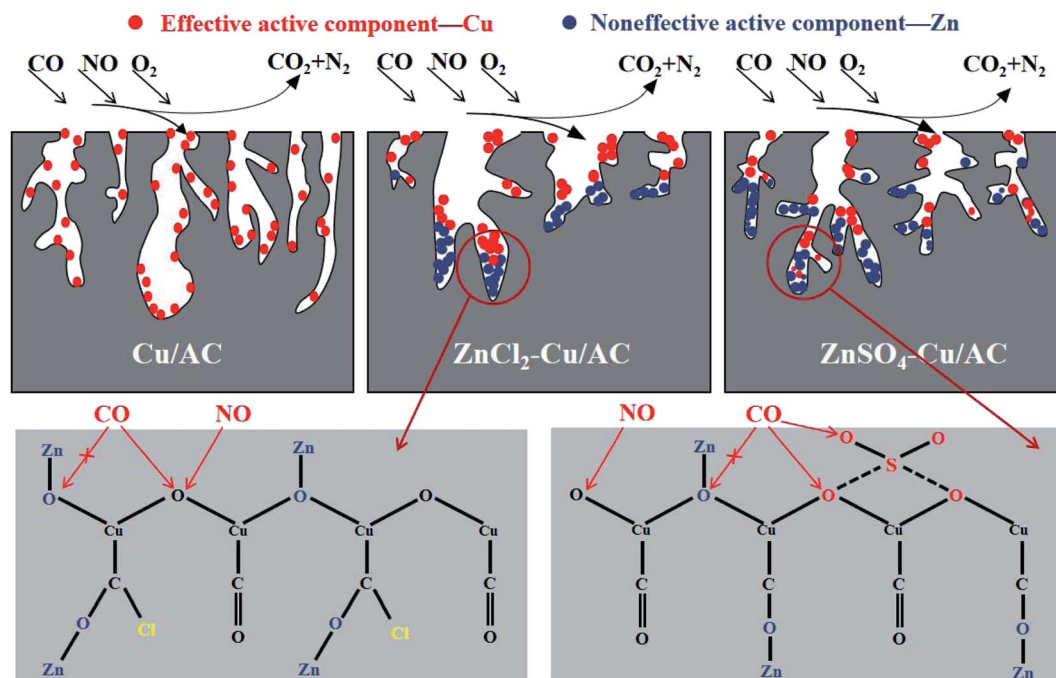 Effective active component—Cu
Noneffective active component—Zn
CO NO O₂ CO₂+N₂
CO NO O₂ CO₂+N₂
CO NO O₂ CO₂+N₂
Cu/AC
ZnCl₂-Cu/AC
ZnSO₄-Cu/AC
CO NO
Zn Zn
O O O O
Cu Cu Cu Cu
C C C C
O Cl O O Cl O
Zn Zn
NO CO
O O
Zn S
O O O O
Cu Cu Cu Cu
C C C C
O O O O
Zn Zn